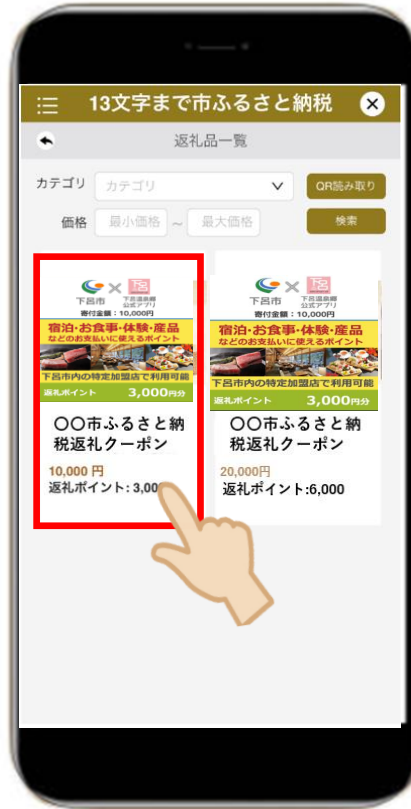 13文字まで市ふるさと納税
返礼品一覧
カテゴリ カテゴリ QR読み取り
価格 最小価格 ~ 最大価格 検索
下呂市 × 下呂 下呂温泉郷 公式アプリ
寄付金額:10,000円
宿泊・お食事・体験・産品
などのお支払いに使えるポイント
下呂市内の特定加盟店で利用可能
返礼ポイント 3,000円分
〇〇市ふるさと納
税返礼クーポン
10,000 円
返礼ポイント: 3,00
下呂市 × 下呂 下呂温泉郷 公式アプリ
寄付金額:10,000円
宿泊・お食事・体験・産品
などのお支払いに使えるポイント
下呂市内の特定加盟店で利用可能
返礼ポイント 3,000円分
〇〇市ふるさと納
税返礼クーポン
20,000円
返礼ポイント:6,000